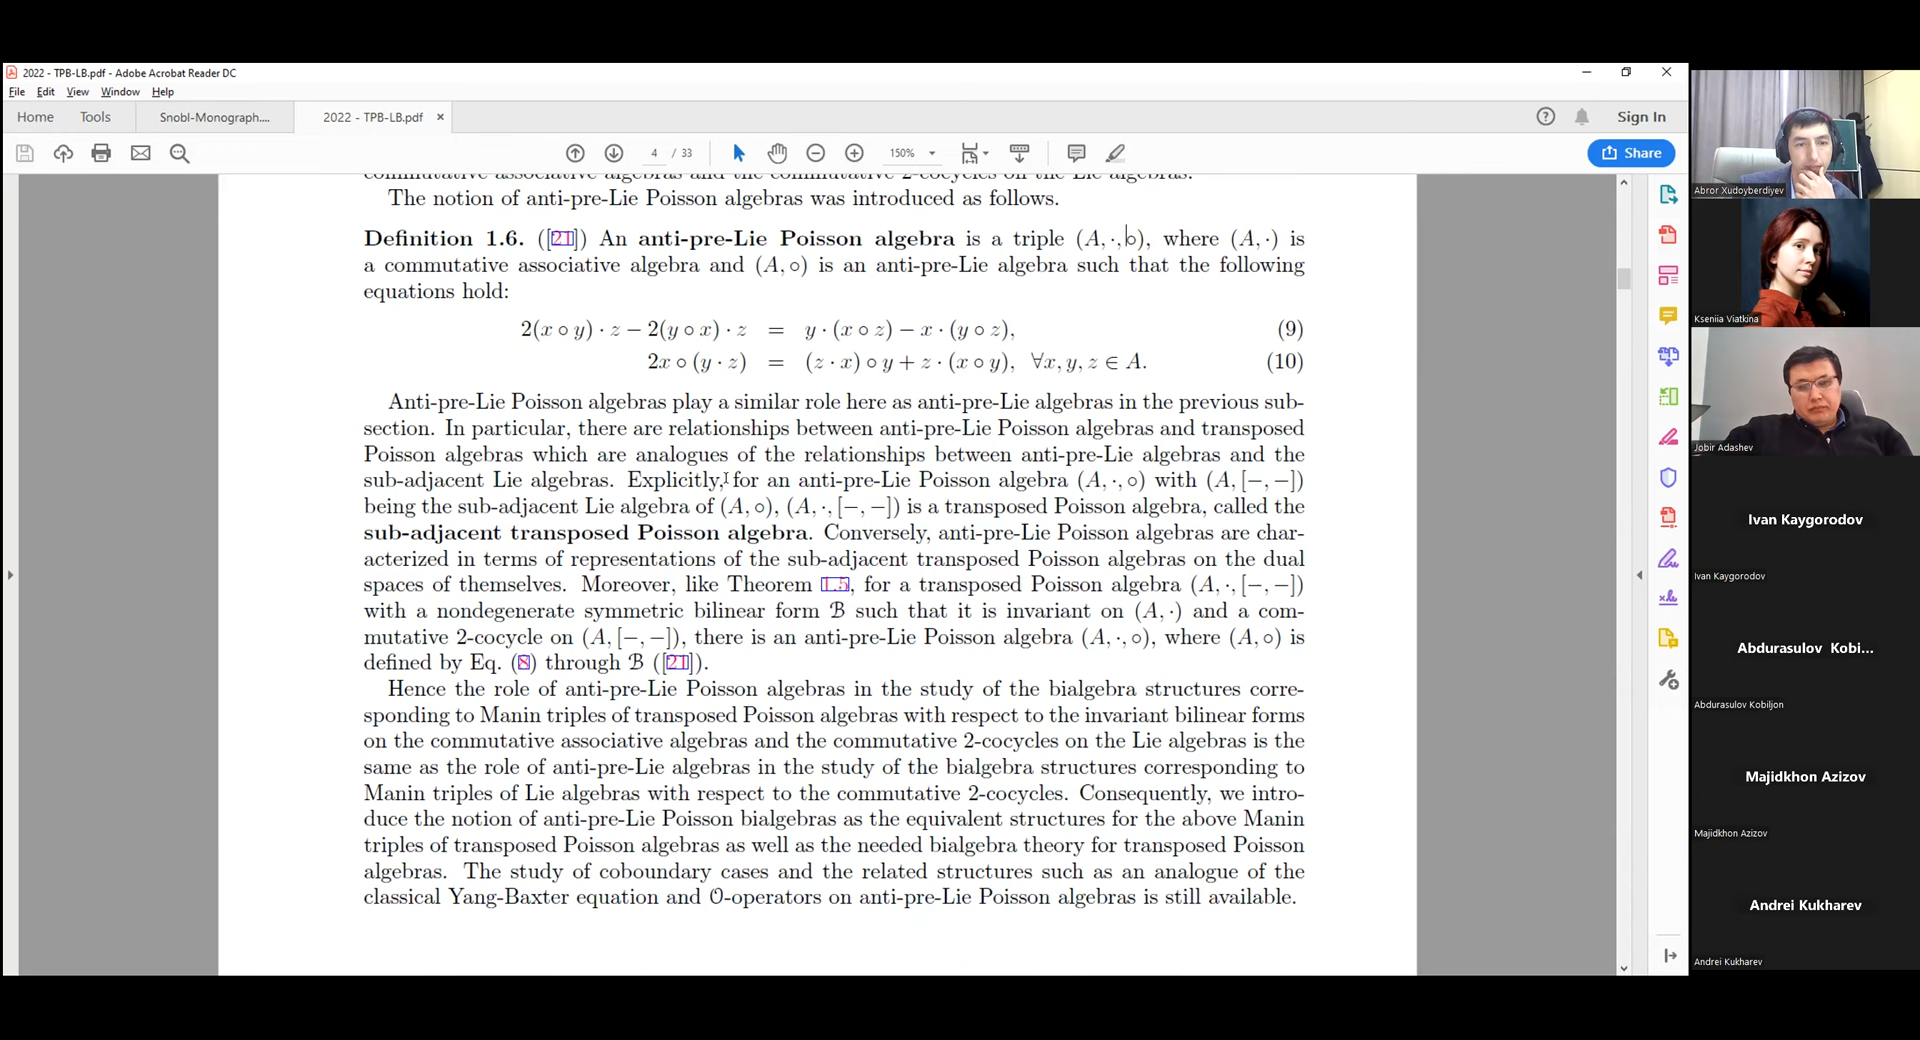 2022 - TPB-LB.pdf - Adobe Acrobat Reader DC
File Edit View Window Help
Home Tools Snobl-Monograph.... 2022 - TPB-LB.pdf × Sign In
4 / 33 150% Share
commutative associative algebras and the commutative 2-cocycles on the Lie algebras.
The notion of anti-pre-Lie Poisson algebras was introduced as follows.
Definition 1.6. ([21]) An anti-pre-Lie Poisson algebra is a triple (A, ·, ∘), where (A, ·) is
a commutative associative algebra and (A, ∘) is an anti-pre-Lie algebra such that the following
equations hold:
2(x ∘ y) · z − 2(y ∘ x) · z = y · (x ∘ z) − x · (y ∘ z), (9)
2x ∘ (y · z) = (z · x) ∘ y + z · (x ∘ y), ∀x, y, z ∈ A. (10)
Anti-pre-Lie Poisson algebras play a similar role here as anti-pre-Lie algebras in the previous sub-
section. In particular, there are relationships between anti-pre-Lie Poisson algebras and transposed
Poisson algebras which are analogues of the relationships between anti-pre-Lie algebras and the
sub-adjacent Lie algebras. Explicitly, for an anti-pre-Lie Poisson algebra (A, ·, ∘) with (A, [−, −])
being the sub-adjacent Lie algebra of (A, ∘), (A, ·, [−, −]) is a transposed Poisson algebra, called the
sub-adjacent transposed Poisson algebra. Conversely, anti-pre-Lie Poisson algebras are char-
acterized in terms of representations of the sub-adjacent transposed Poisson algebras on the dual
spaces of themselves. Moreover, like Theorem 1.5, for a transposed Poisson algebra (A, ·, [−, −])
with a nondegenerate symmetric bilinear form ℬ such that it is invariant on (A, ·) and a com-
mutative 2-cocycle on (A, [−, −]), there is an anti-pre-Lie Poisson algebra (A, ·, ∘), where (A, ∘) is
defined by Eq. (8) through ℬ ([21]).
Hence the role of anti-pre-Lie Poisson algebras in the study of the bialgebra structures corre-
sponding to Manin triples of transposed Poisson algebras with respect to the invariant bilinear forms
on the commutative associative algebras and the commutative 2-cocycles on the Lie algebras is the
same as the role of anti-pre-Lie algebras in the study of the bialgebra structures corresponding to
Manin triples of Lie algebras with respect to the commutative 2-cocycles. Consequently, we intro-
duce the notion of anti-pre-Lie Poisson bialgebras as the equivalent structures for the above Manin
triples of transposed Poisson algebras as well as the needed bialgebra theory for transposed Poisson
algebras. The study of coboundary cases and the related structures such as an analogue of the
classical Yang-Baxter equation and 𝒪-operators on anti-pre-Lie Poisson algebras is still available.
Abror Xudoyberdiyev
Kseniia Viatkina
Jobir Adashev
Ivan Kaygorodov
Ivan Kaygorodov
Abdurasulov Kobi...
Abdurasulov Kobiljon
Majidkhon Azizov
Majidkhon Azizov
Andrei Kukharev
Andrei Kukharev